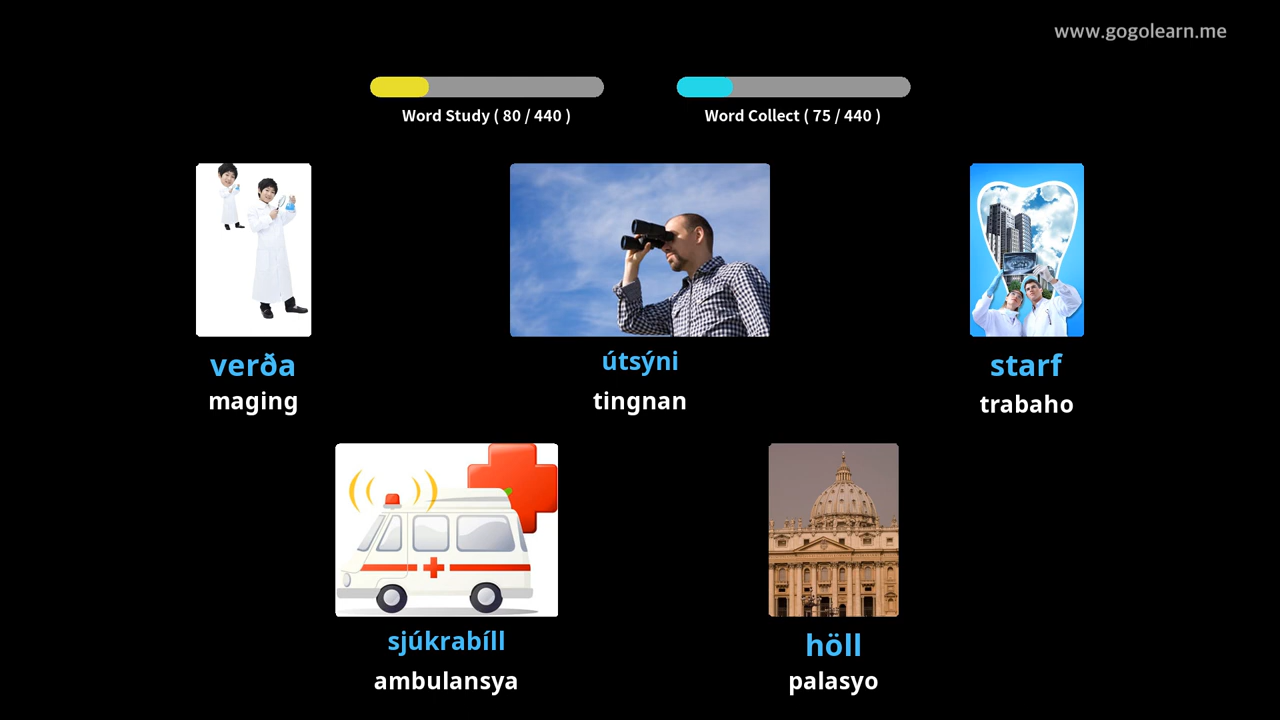 www.gogolearn.me
Word Study ( 80 / 440 )
Word Collect ( 75 / 440 )
verða
maging
útsýni
tingnan
starf
trabaho
sjúkrabíll
ambulansya
höll
palasyo